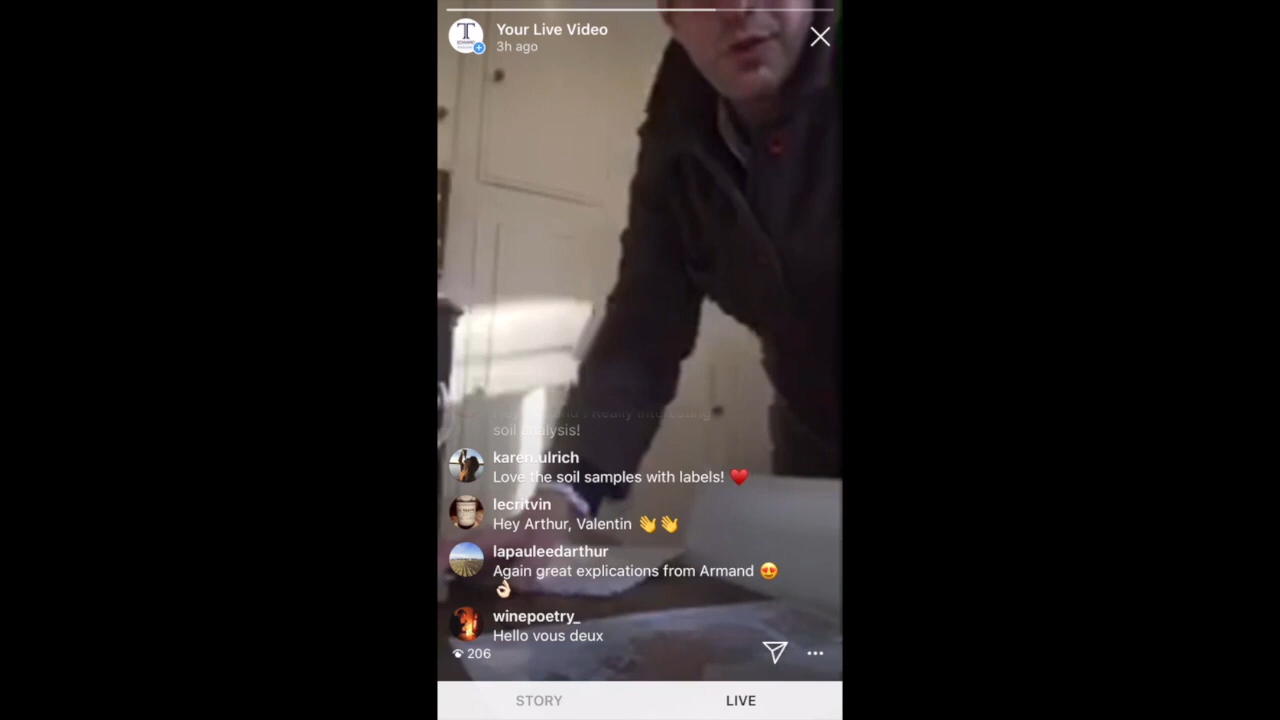 Your Live Video
3h ago
soil analysis!
karen.ulrich
Love the soil samples with labels! ❤️
lecritvin
Hey Arthur, Valentin 👋👋
lapauleedarthur
Again great explications from Armand 😍
👌🏻
winepoetry_
Hello vous deux
206
STORY
LIVE